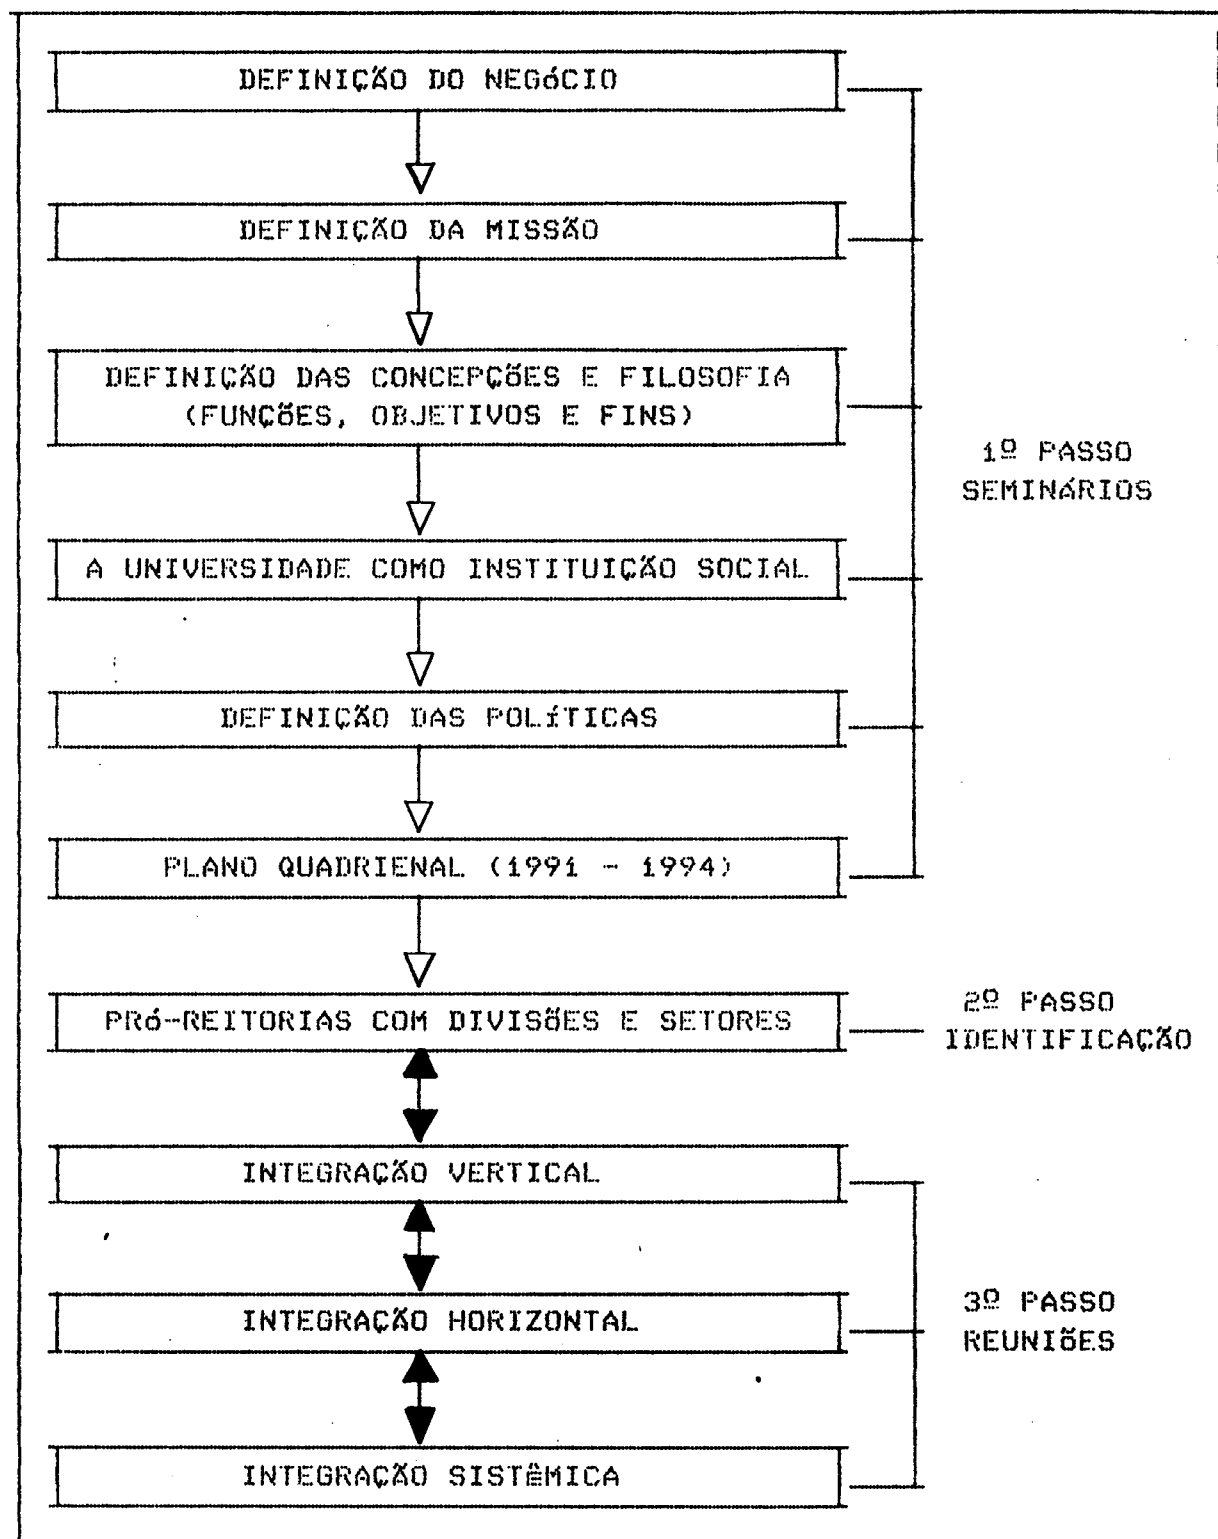 DEFINIÇÃO DO NEGÓCIO
DEFINIÇÃO DA MISSÃO
DEFINIÇÃO DAS CONCEPÇÕES E FILOSOFIA
(FUNÇÕES, OBJETIVOS E FINS)
1º PASSO
SEMINÁRIOS
A UNIVERSIDADE COMO INSTITUIÇÃO SOCIAL
DEFINIÇÃO DAS POLÍTICAS
PLANO QUADRIENAL (1991 - 1994)
PRÓ-REITORIAS COM DIVISÕES E SETORES
2º PASSO
IDENTIFICAÇÃO
INTEGRAÇÃO VERTICAL
INTEGRAÇÃO HORIZONTAL
3º PASSO
REUNIÕES
INTEGRAÇÃO SISTÊMICA